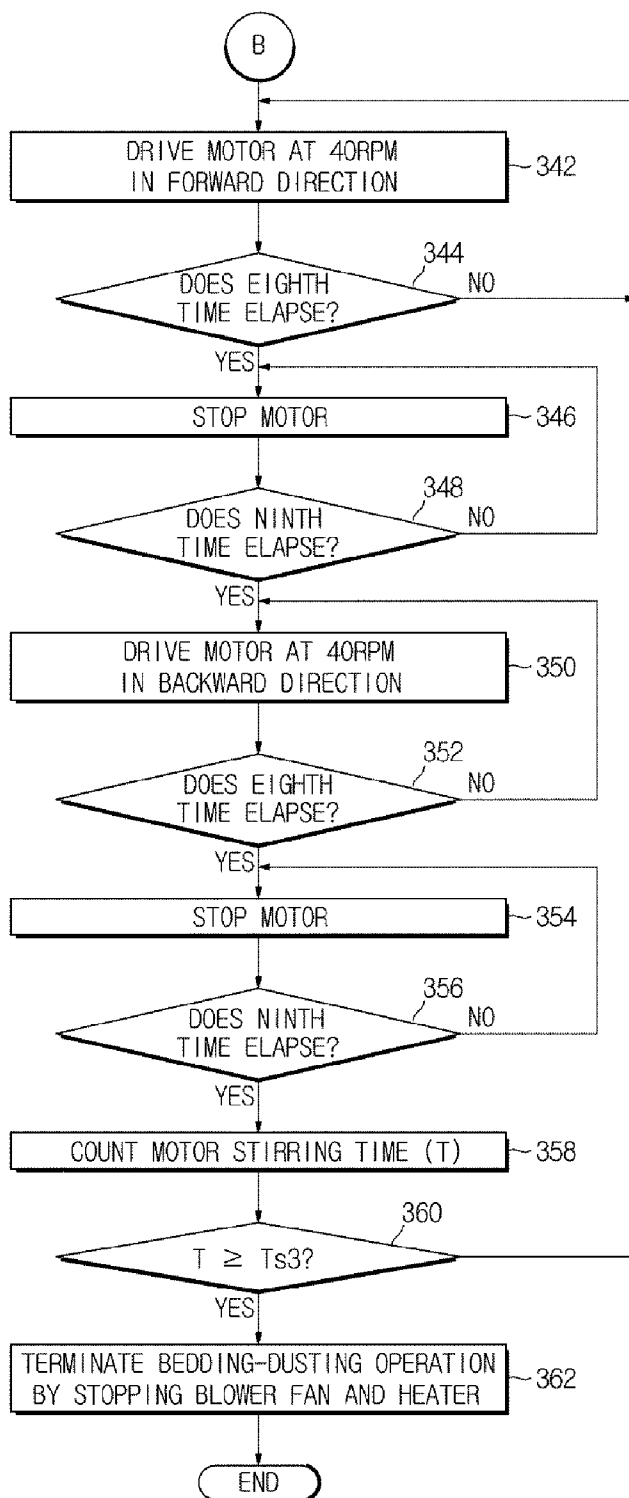 B
DRIVE MOTOR AT 40RPM
IN FORWARD DIRECTION
342
344
DOES EIGHTH
TIME ELAPSE?
NO
YES
STOP MOTOR
346
348
DOES NINTH
TIME ELAPSE?
NO
YES
DRIVE MOTOR AT 40RPM
IN BACKWARD DIRECTION
350
352
DOES EIGHTH
TIME ELAPSE?
NO
YES
STOP MOTOR
354
356
DOES NINTH
TIME ELAPSE?
NO
YES
COUNT MOTOR STIRRING TIME (T)
358
360
T ≥ Ts3?
YES
TERMINATE BEDDING-DUSTING OPERATION
BY STOPPING BLOWER FAN AND HEATER
362
END